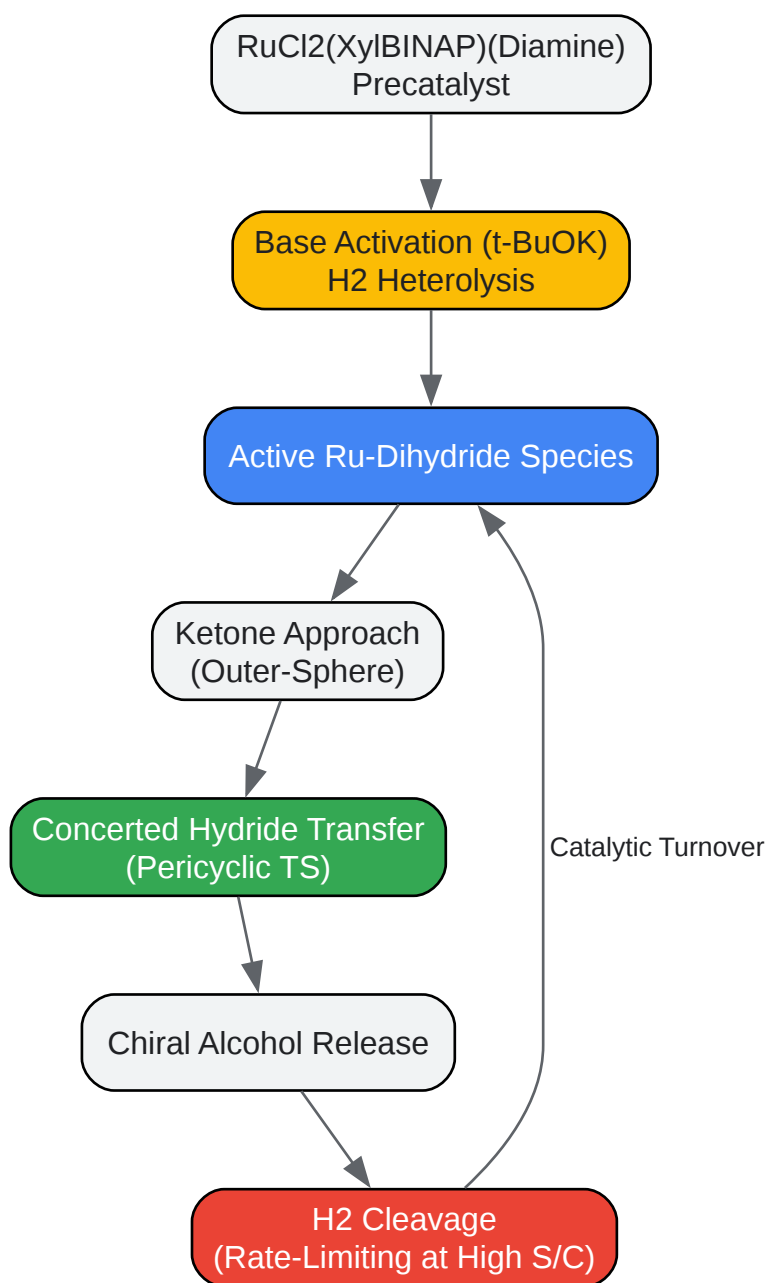 RuCl2(XylBINAP)(Diamine)
Precatalyst
Base Activation (t-BuOK)
H2 Heterolysis
Active Ru-Dihydride Species
Ketone Approach
(Outer-Sphere)
Concerted Hydride Transfer
(Pericyclic TS)
Catalytic Turnover
Chiral Alcohol Release
H2 Cleavage
(Rate-Limiting at High S/C)